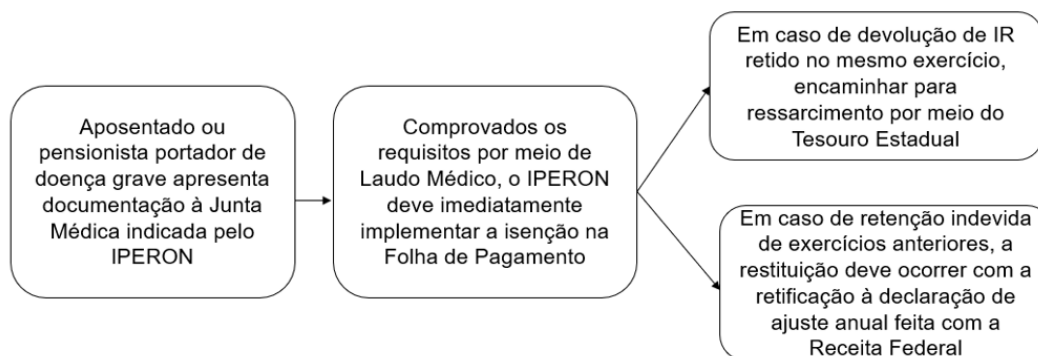 Aposentado ou
pensionista portador de
doença grave apresenta
documentação à Junta
Médica indicada pelo
IPERON
Comprovados os
requisitos por meio de
Laudo Médico, o IPERON
deve imediatamente
implementar a isenção na
Folha de Pagamento
Em caso de devolução de IR
retido no mesmo exercício,
encaminhar para
ressarcimento por meio do
Tesouro Estadual
Em caso de retenção indevida
de exercícios anteriores, a
restituição deve ocorrer com a
retificação à declaração de
ajuste anual feita com a
Receita Federal